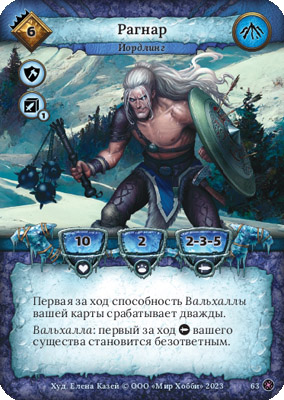 6
Рагнар
Йордлинг
1
10
2
2-3-5
Первая за ход способность Вальхаллы
вашей карты срабатывает дважды.
Вальхалла: первый за ход вашего
существа становится безответным.
Худ. Елена Казей © ООО «Мир Хобби» 2023
63